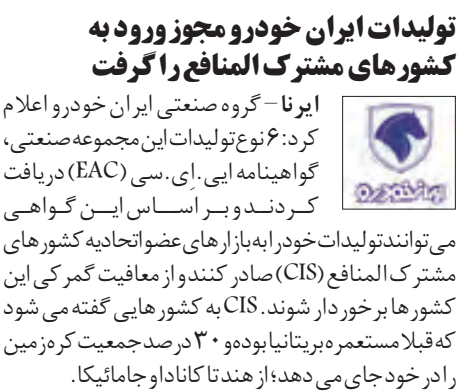 تولیدات ایران خودرو مجوز ورود به
کشورهای مشترک المنافع را گرفت
ایرنا – گروه صنعتی ایران خودرو اعلام
کرد: ۶ نوع تولیدات این مجموعه صنعتی،
گواهینامه ایی.اِی.سی (EAC) دریافت
کردند و بر اساس این گواهی
می‌توانند تولیدات خود را به بازارهای عضو اتحادیه کشورهای
مشترک المنافع (CIS) صادر کنند و از معافیت گمرکی این
کشورها برخوردار شوند. CIS به کشورهایی گفته می شود
که قبلا مستعمره بریتانیا بوده و ۳۰ درصد جمعیت کره زمین
را در خود جای می دهد؛ از هند تا کانادا و جامائیکا.
ایران خودرو